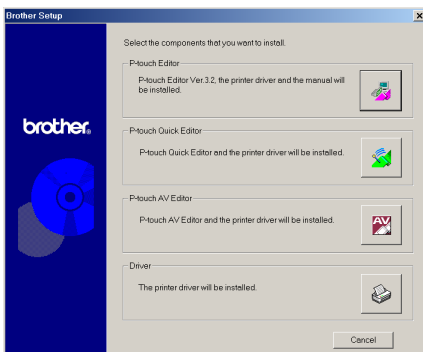 Brother Setup
Select the components that you want to install.
P-touch Editor
P-touch Editor Ver.3.2, the printer driver and the manual will
be installed.
brother®
P-touch Quick Editor
P-touch Quick Editor and the printer driver will be installed.
P-touch AV Editor
P-touch AV Editor and the printer driver will be installed.
AV
Driver
The printer driver will be installed.
Cancel